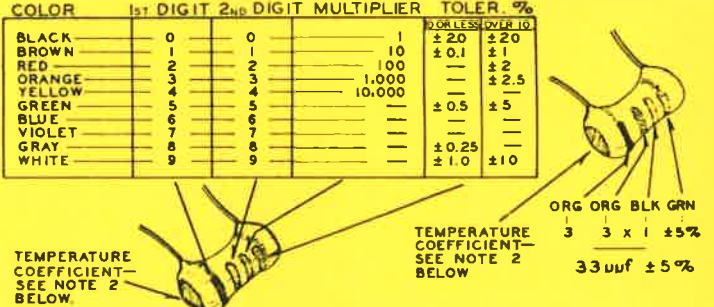 COLOR 1ST DIGIT 2ND DIGIT MULTIPLIER TOLER. %
OR LESS OVER 10
BLACK 0 0 1 ±20 ±20
BROWN 1 1 10 ±0.1 ±1
RED 2 2 100 — ±2
ORANGE 3 3 1,000 — ±2.5
YELLOW 4 4 10,000 — —
GREEN 5 5 — ±0.5 ±5
BLUE 6 6 — — —
VIOLET 7 7 — — —
GRAY 8 8 — ±0.25 —
WHITE 9 9 — ±1.0 ±10
TEMPERATURE
COEFFICIENT—
SEE NOTE 2
BELOW.
TEMPERATURE
COEFFICIENT—
SEE NOTE 2
BELOW
ORG ORG BLK GRN
3 3 x 1 ±5%
33 υυf ±5%